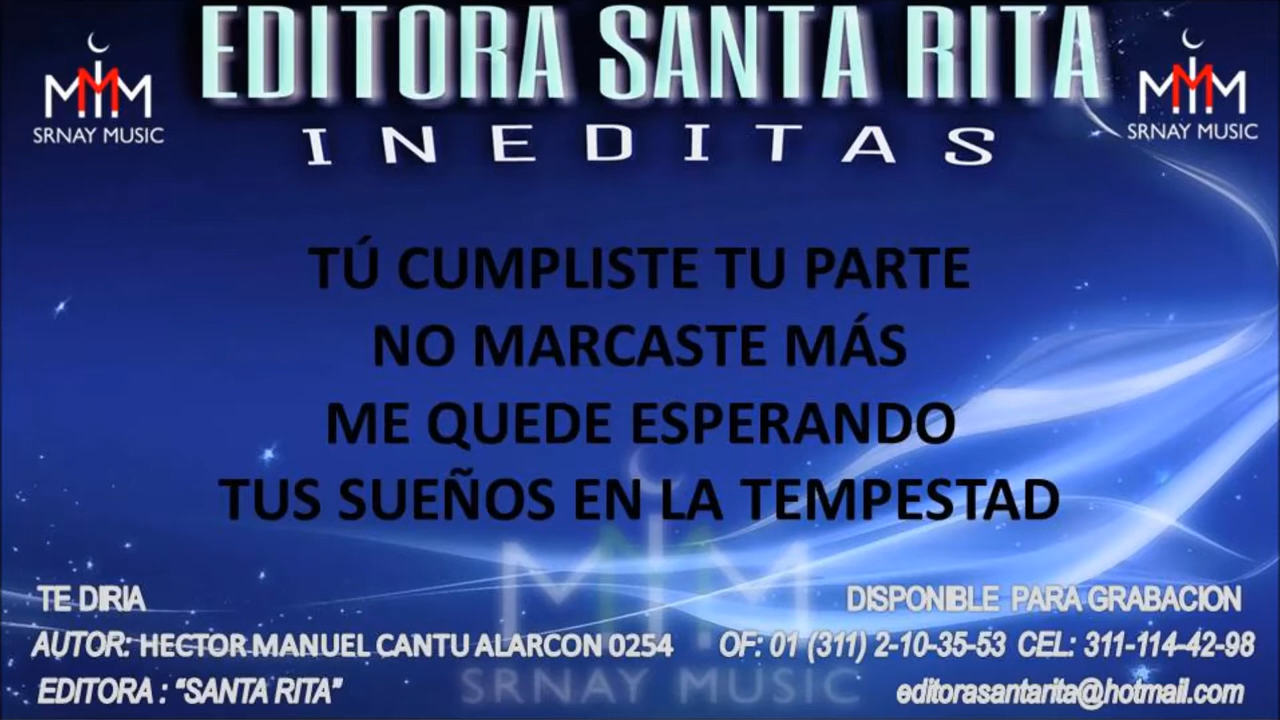 EDITORA SANTA RITA
INEDITAS
SRNAY MUSIC
SRNAY MUSIC
TÚ CUMPLISTE TU PARTE
NO MARCASTE MÁS
ME QUEDE ESPERANDO
TUS SUEÑOS EN LA TEMPESTAD
TE DIRIA
AUTOR: HECTOR MANUEL CANTU ALARCON 0254
EDITORA : “SANTA RITA”
DISPONIBLE PARA GRABACION
OF: 01 (311) 2-10-35-53 CEL: 311-114-42-98
editorasantarita@hotmail.com
SRNAY MUSIC